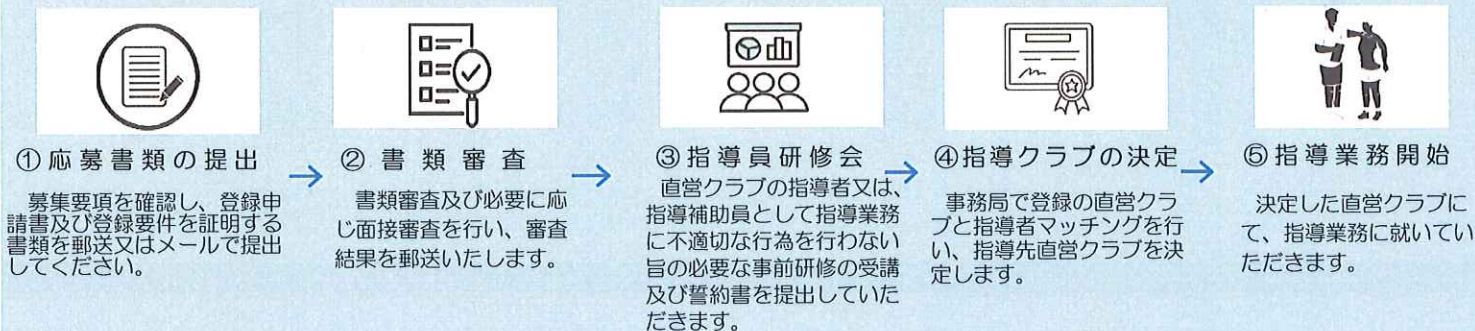 ①応募書類の提出
募集要項を確認し、登録申
請書及び登録要件を証明する
書類を郵送又はメールで提出
してください。
→
②書類審査
書類審査及び必要に応
じ面接審査を行い、審査
結果を郵送いたします。
→
③指導員研修会
直営クラブの指導者又は、
指導補助員として指導業務
に不適切な行為を行わない
旨の必要な事前研修の受講
及び誓約書を提出していた
だきます。
→
④指導クラブの決定
事務局で登録の直営クラ
ブと指導者マッチングを行
い、指導先直営クラブを決
定します。
→
⑤指導業務開始
決定した直営クラブに
て、指導業務に就いてい
ただきます。